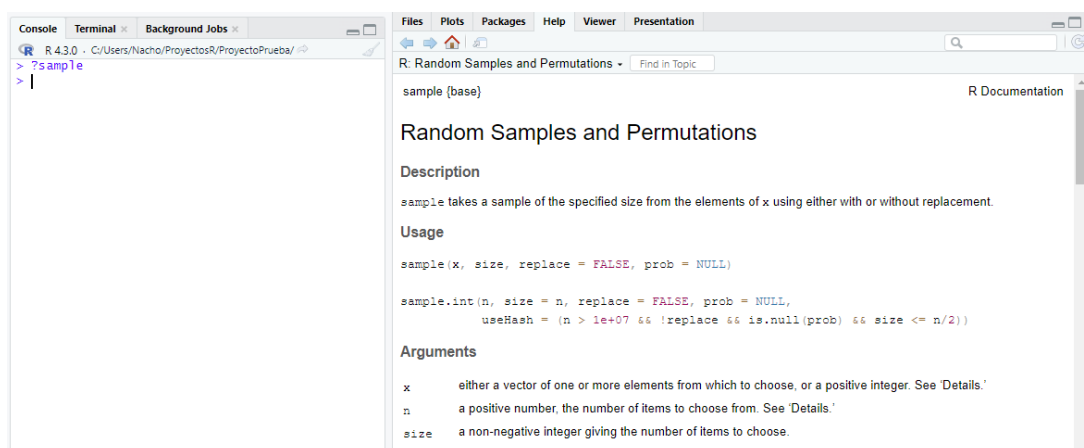 Console Terminal Background Jobs
R 4.3.0 · C:/Users/Nacho/ProyectosR/ProyectoPrueba/
> ?sample
>
Files Plots Packages Help Viewer Presentation
R: Random Samples and Permutations Find in Topic
sample {base} R Documentation
Random Samples and Permutations
Description
sample takes a sample of the specified size from the elements of x using either with or without replacement.
Usage
sample(x, size, replace = FALSE, prob = NULL)
sample.int(n, size = n, replace = FALSE, prob = NULL,
useHash = (n > 1e+07 && !replace && is.null(prob) && size <= n/2))
Arguments
x either a vector of one or more elements from which to choose, or a positive integer. See ‘Details.’
n a positive number, the number of items to choose from. See ‘Details.’
size a non-negative integer giving the number of items to choose.